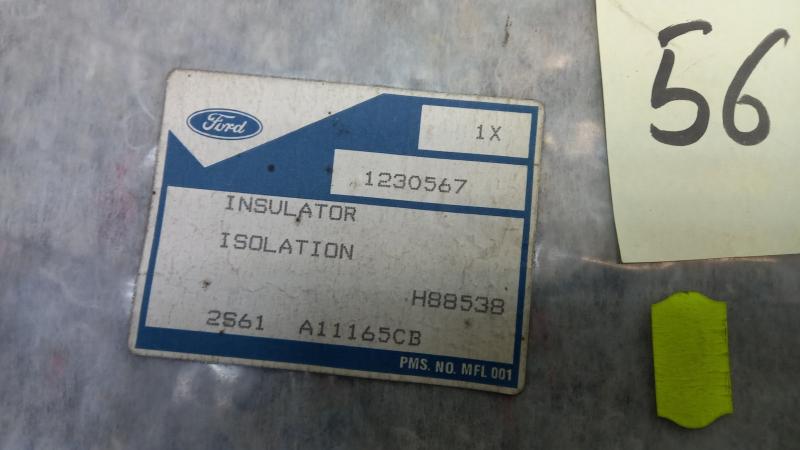 56
Ford
1X
1230567
INSULATOR
ISOLATION
H88538
2S61 A11165CB
PMS. NO. MFL 001